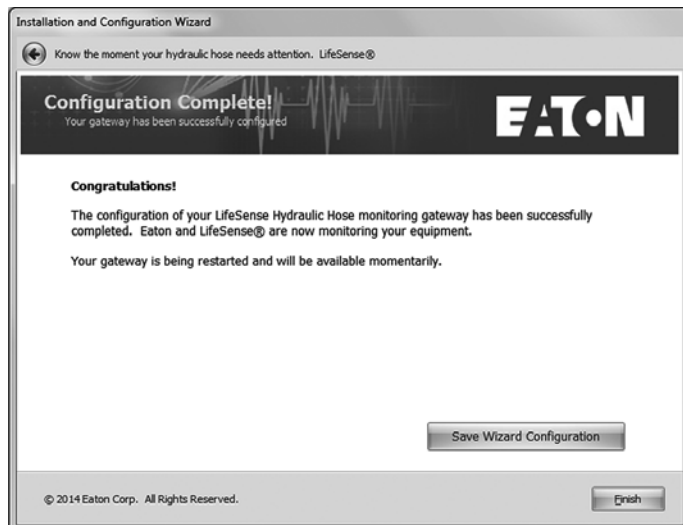 Installation and Configuration Wizard
Know the moment your hydraulic hose needs attention. LifeSense®
Configuration Complete!
Your gateway has been successfully configured
EATON
Congratulations!
The configuration of your LifeSense Hydraulic Hose monitoring gateway has been successfully
completed. Eaton and LifeSense® are now monitoring your equipment.
Your gateway is being restarted and will be available momentarily.
Save Wizard Configuration
© 2014 Eaton Corp. All Rights Reserved.
Finish